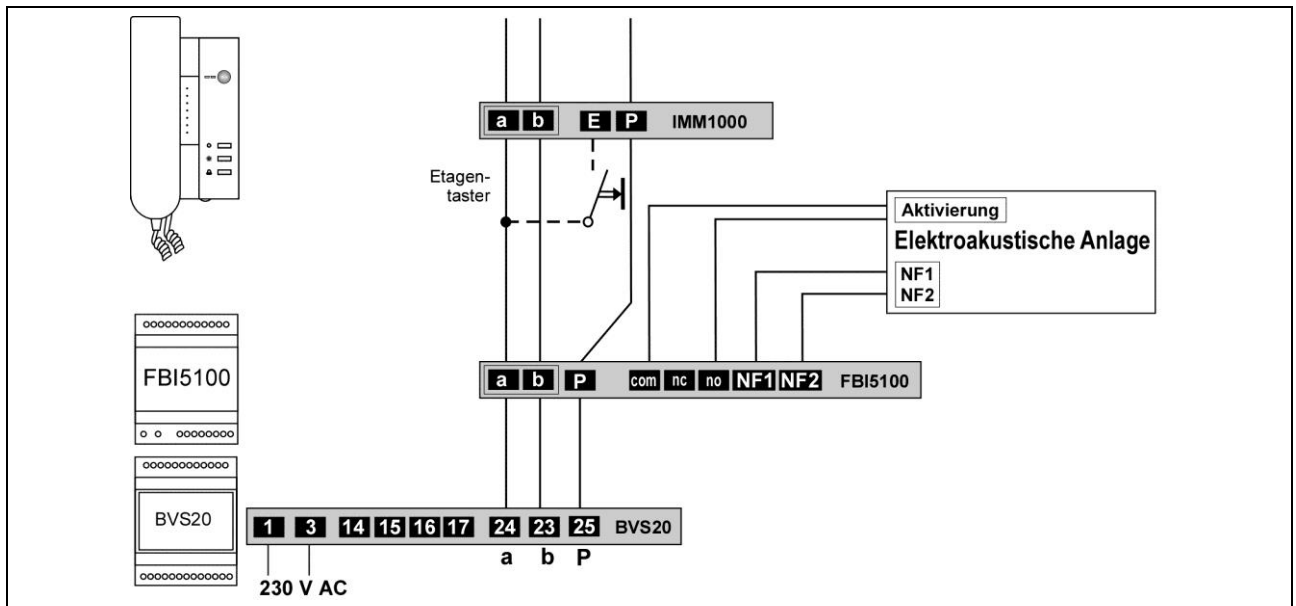 a b E P IMM1000
Etagen-
taster
Aktivierung
Elektroakustische Anlage
NF1
NF2
FBI5100
a b P com nc no NF1 NF2 FBI5100
BVS20
1 3 14 15 16 17 24 23 25 BVS20
a b P
230 V AC